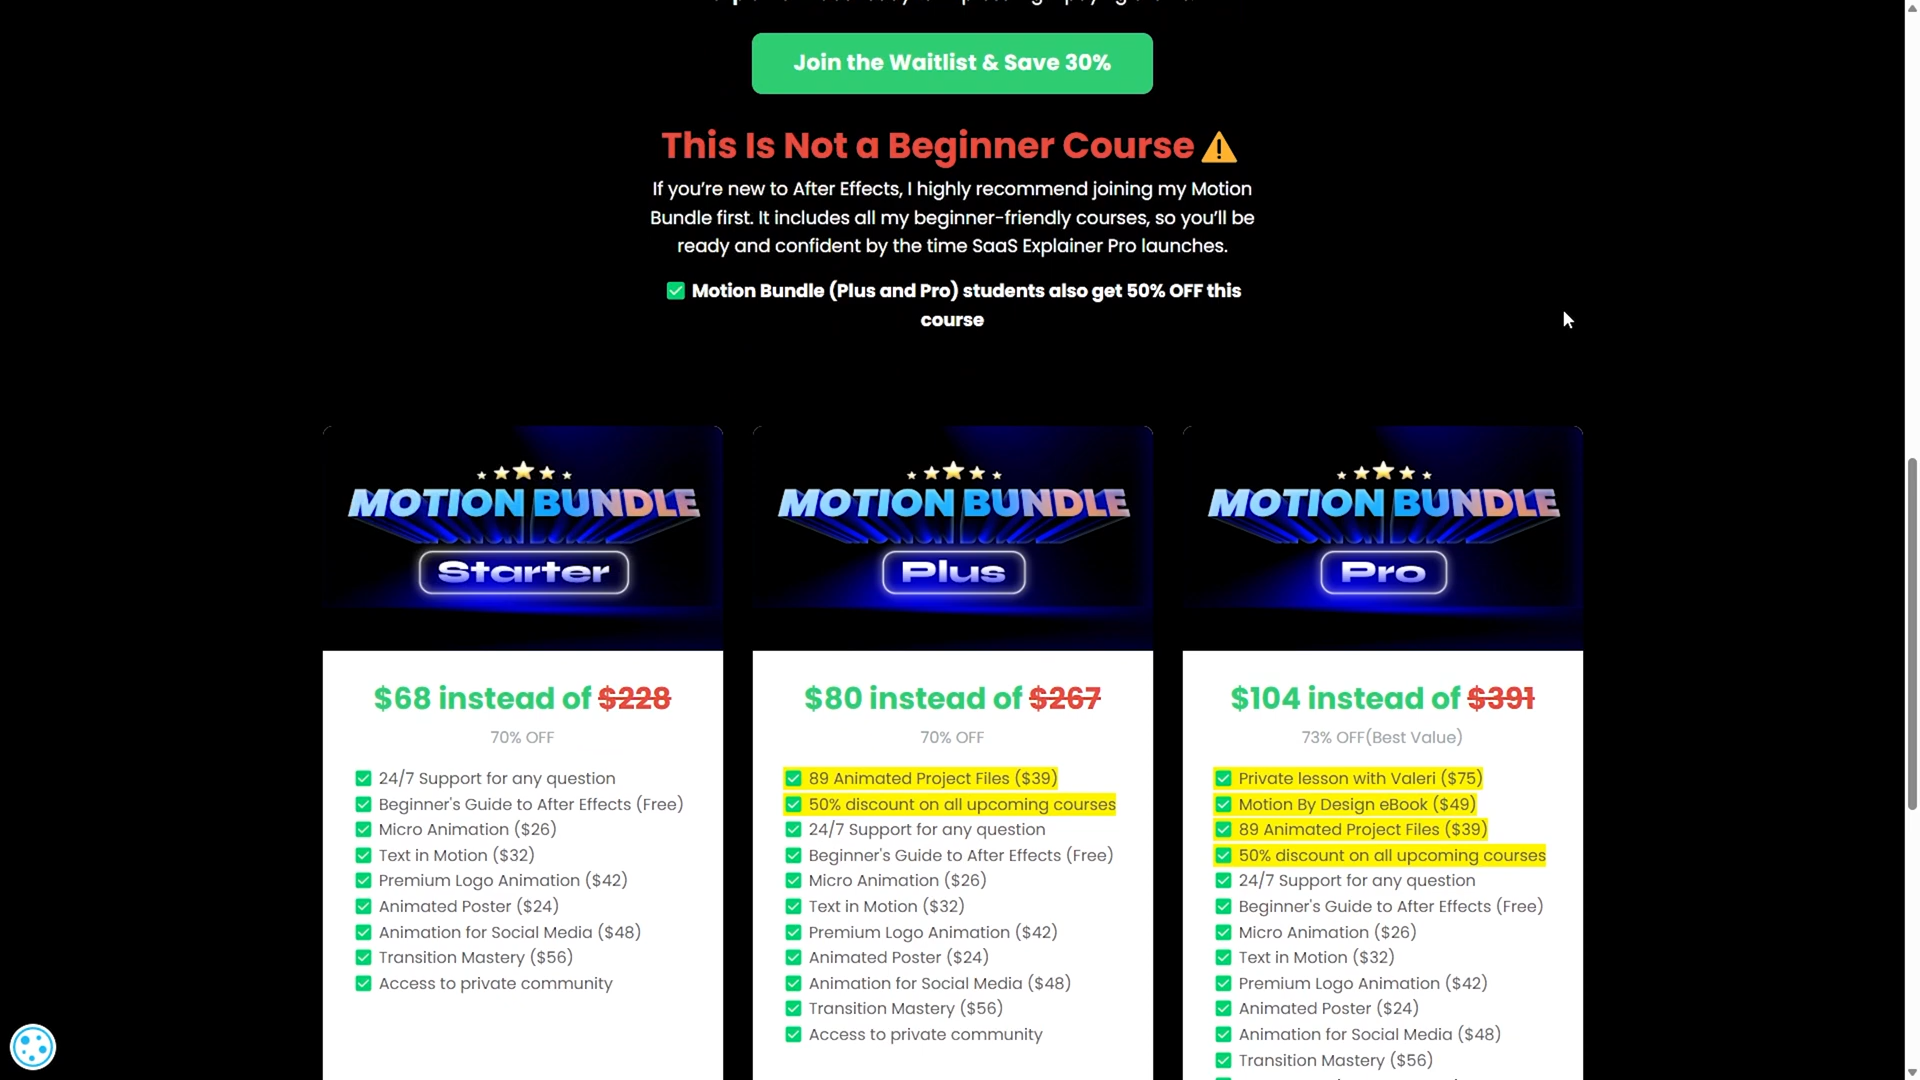 Join the Waitlist & Save 30%
This Is Not a Beginner Course ⚠️
If you’re new to After Effects, I highly recommend joining my Motion
Bundle first. It includes all my beginner-friendly courses, so you’ll be
ready and confident by the time SaaS Explainer Pro launches.
✅ Motion Bundle (Plus and Pro) students also get 50% OFF this
course
MOTION BUNDLE
Starter
$68 instead of $228
70% OFF
✅ 24/7 Support for any question
✅ Beginner's Guide to After Effects (Free)
✅ Micro Animation ($26)
✅ Text in Motion ($32)
✅ Premium Logo Animation ($42)
✅ Animated Poster ($24)
✅ Animation for Social Media ($48)
✅ Transition Mastery ($56)
✅ Access to private community
MOTION BUNDLE
Plus
$80 instead of $267
70% OFF
✅ 89 Animated Project Files ($39)
✅ 50% discount on all upcoming courses
✅ 24/7 Support for any question
✅ Beginner's Guide to After Effects (Free)
✅ Micro Animation ($26)
✅ Text in Motion ($32)
✅ Premium Logo Animation ($42)
✅ Animated Poster ($24)
✅ Animation for Social Media ($48)
✅ Transition Mastery ($56)
✅ Access to private community
MOTION BUNDLE
Pro
$104 instead of $391
73% OFF(Best Value)
✅ Private lesson with Valeri ($75)
✅ Motion By Design eBook ($49)
✅ 89 Animated Project Files ($39)
✅ 50% discount on all upcoming courses
✅ 24/7 Support for any question
✅ Beginner's Guide to After Effects (Free)
✅ Micro Animation ($26)
✅ Text in Motion ($32)
✅ Premium Logo Animation ($42)
✅ Animated Poster ($24)
✅ Animation for Social Media ($48)
✅ Transition Mastery ($56)